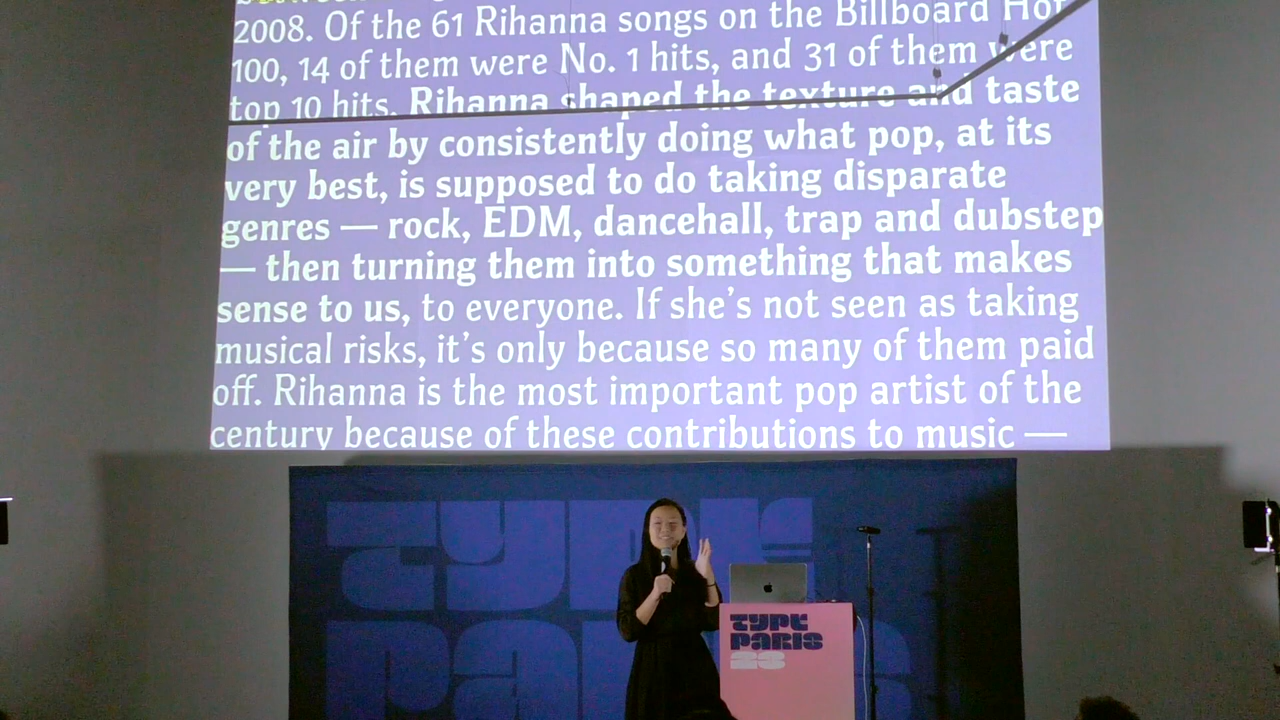 2008. Of the 61 Rihanna songs on the Billboard Hot
100, 14 of them were No. 1 hits, and 31 of them were
top 10 hits. Rihanna shaped the texture and taste
of the air by consistently doing what pop, at its
very best, is supposed to do taking disparate
genres — rock, EDM, dancehall, trap and dubstep
— then turning them into something that makes
sense to us, to everyone. If she’s not seen as taking
musical risks, it’s only because so many of them paid
off. Rihanna is the most important pop artist of the
century because of these contributions to music —
TYPE
PARIS
TYPE
PARIS
23